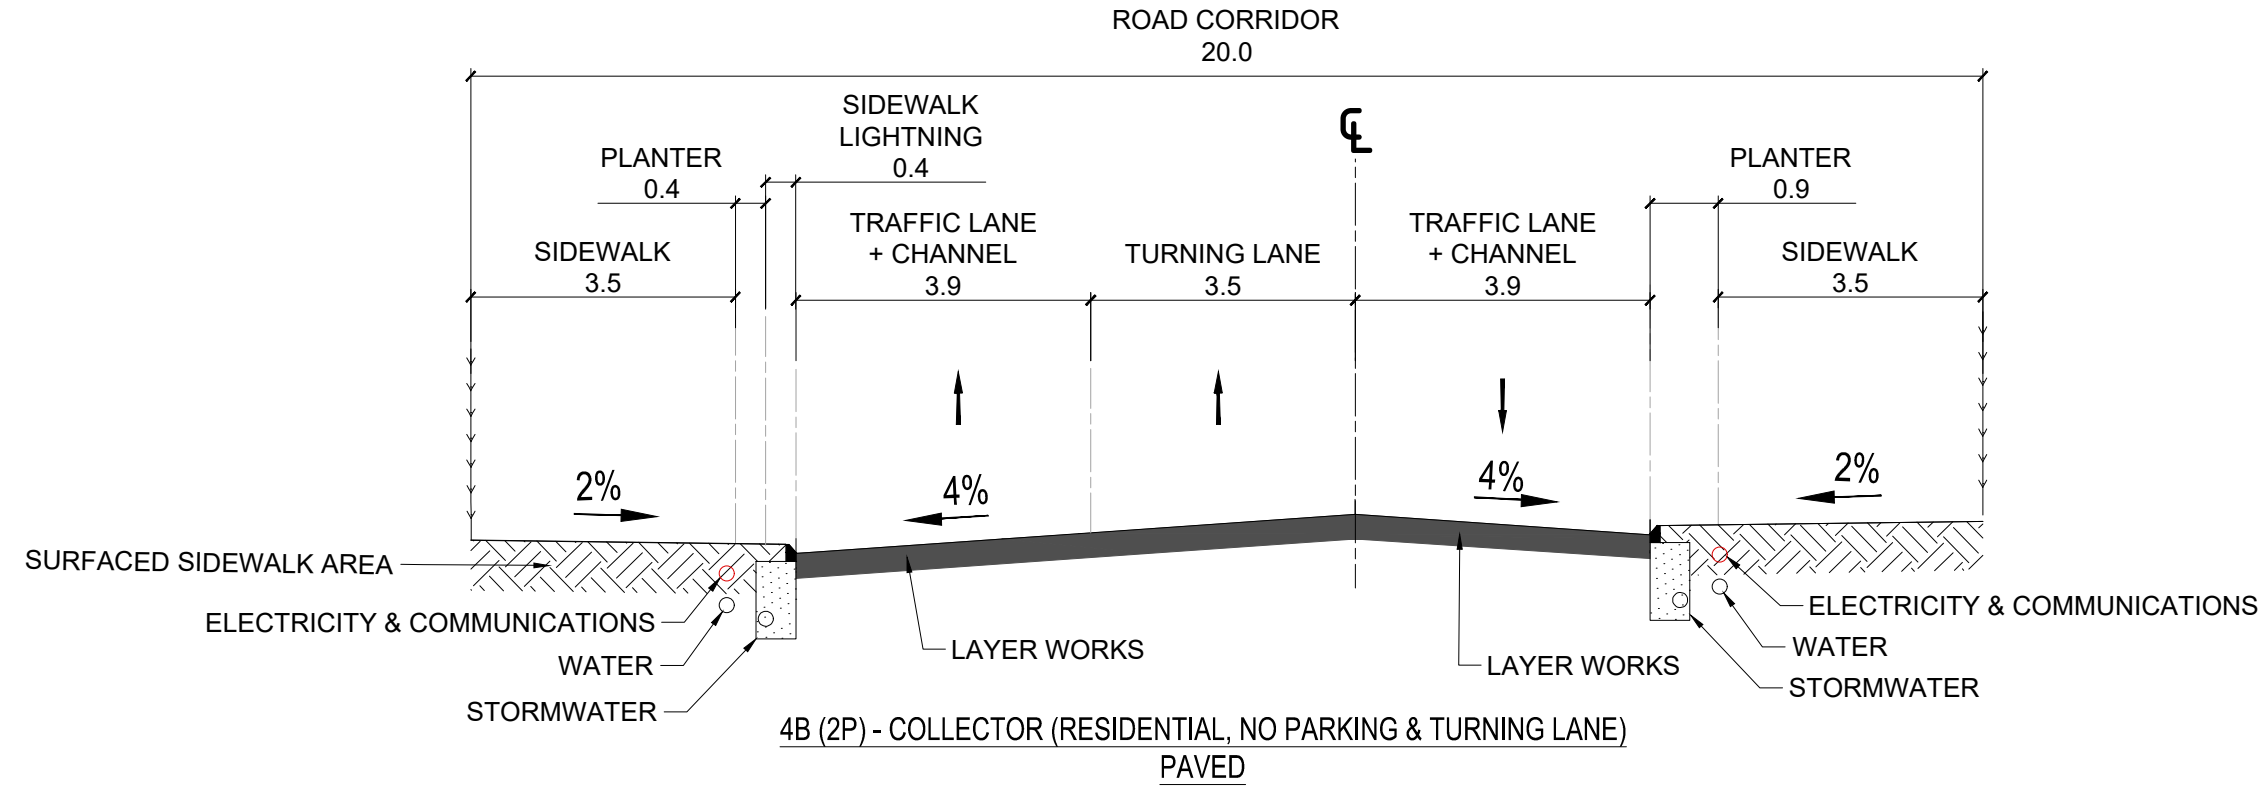 ROAD CORRIDOR
20.0
SIDEWALK
LIGHTNING
0.4
PLANTER
0.4
℄
PLANTER
0.9
SIDEWALK
3.5
TRAFFIC LANE
+ CHANNEL
3.9
TURNING LANE
3.5
TRAFFIC LANE
+ CHANNEL
3.9
SIDEWALK
3.5
2%
4%
4%
2%
SURFACED SIDEWALK AREA
ELECTRICITY & COMMUNICATIONS
WATER
STORMWATER
LAYER WORKS
LAYER WORKS
ELECTRICITY & COMMUNICATIONS
WATER
STORMWATER
4B (2P) - COLLECTOR (RESIDENTIAL, NO PARKING & TURNING LANE)
PAVED